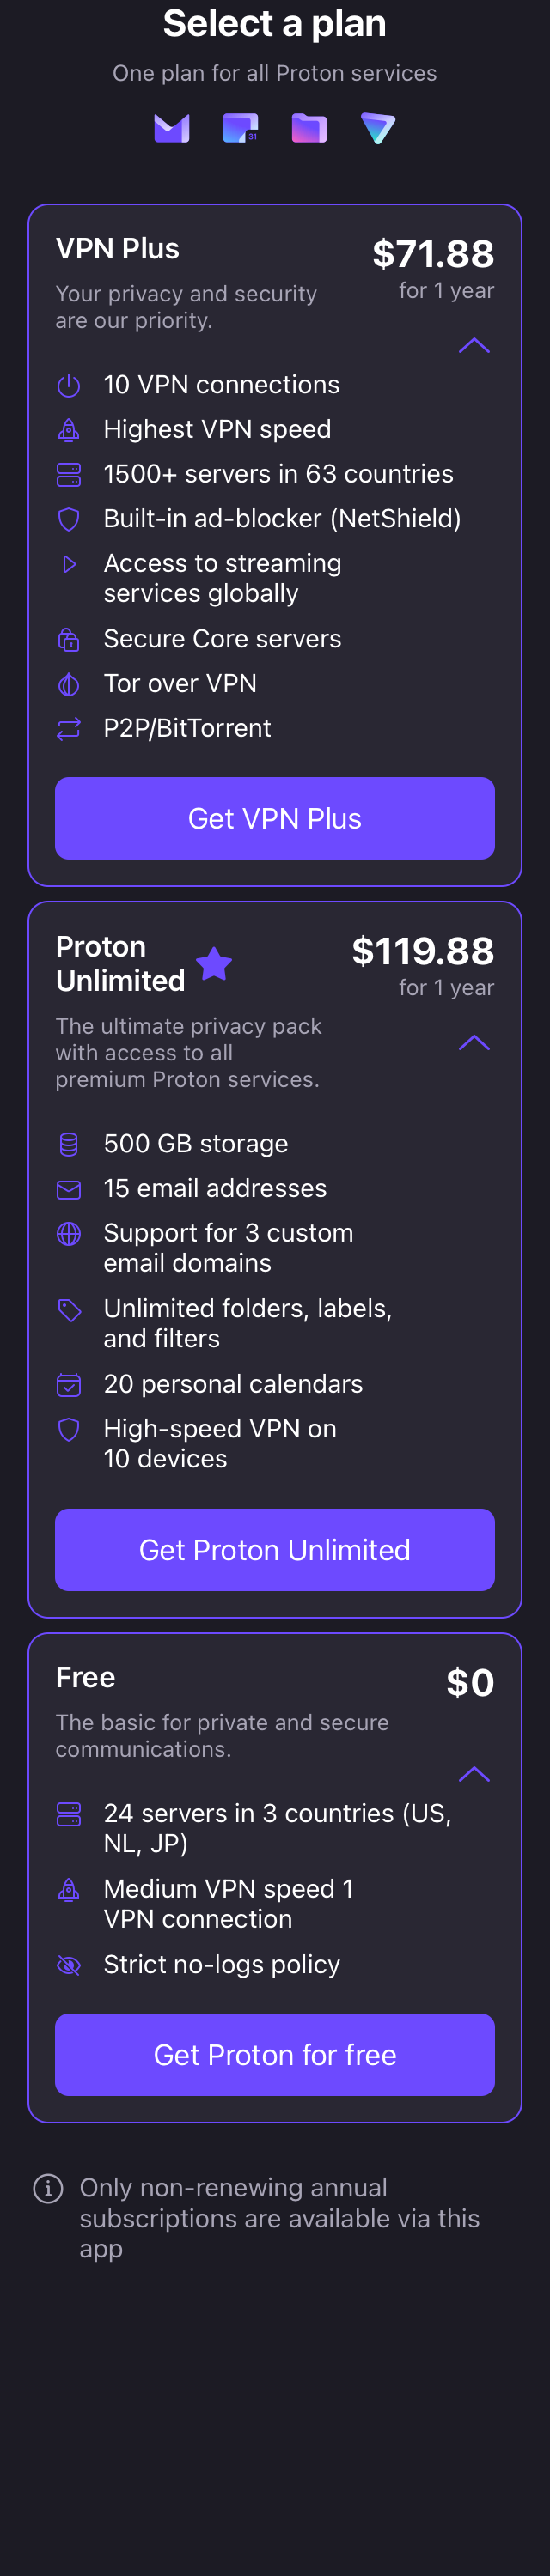 Select a plan
One plan for all Proton services
31
VPN Plus
$71.88
Your privacy and security
are our priority.
for 1 year
10 VPN connections
Highest VPN speed
1500+ servers in 63 countries
Built-in ad-blocker (NetShield)
Access to streaming
services globally
Secure Core servers
Tor over VPN
P2P/BitTorrent
Get VPN Plus
Proton
Unlimited
$119.88
for 1 year
The ultimate privacy pack
with access to all
premium Proton services.
500 GB storage
15 email addresses
Support for 3 custom
email domains
Unlimited folders, labels,
and filters
20 personal calendars
High-speed VPN on
10 devices
Get Proton Unlimited
Free
$0
The basic for private and secure
communications.
24 servers in 3 countries (US,
NL, JP)
Medium VPN speed 1
VPN connection
Strict no-logs policy
Get Proton for free
Only non-renewing annual
subscriptions are available via this
app